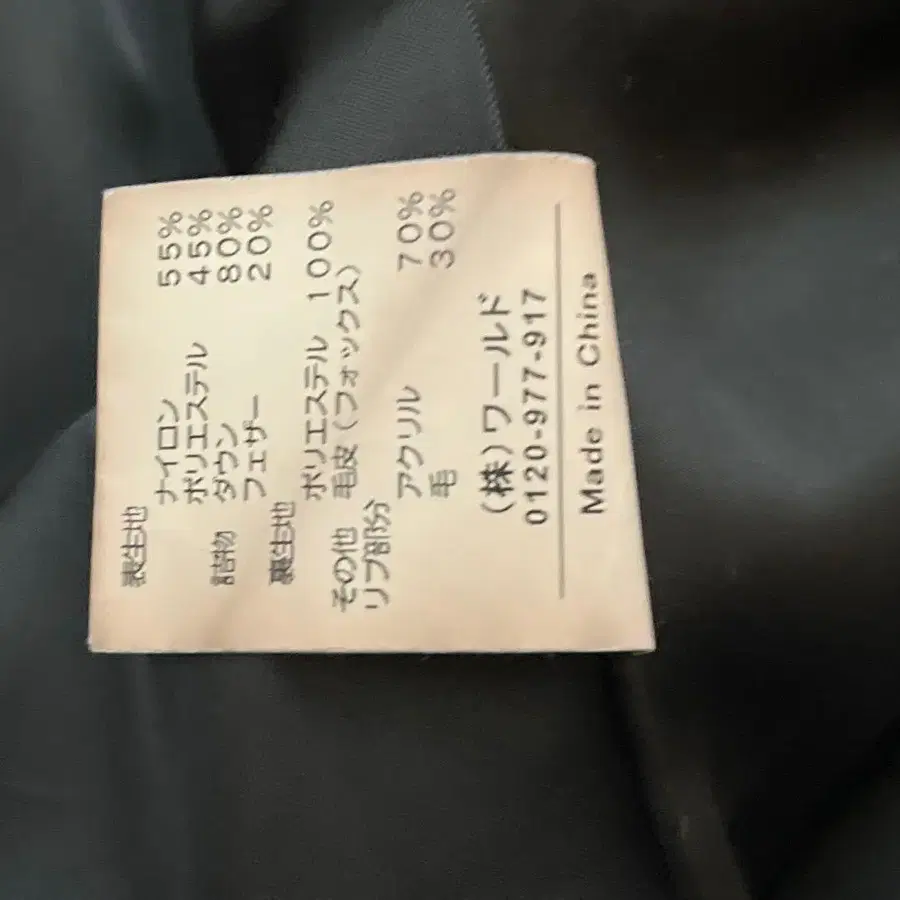 表生地
ナイロン 55%
ポリエステル 45%
詰物 ダウン 80%
フェザー 20%
裏生地
ポリエステル 100%
その他 毛皮(フォックス)
リブ部分
アクリル 70%
毛 30%
(株)ワールド
0120-977-917
Made in China